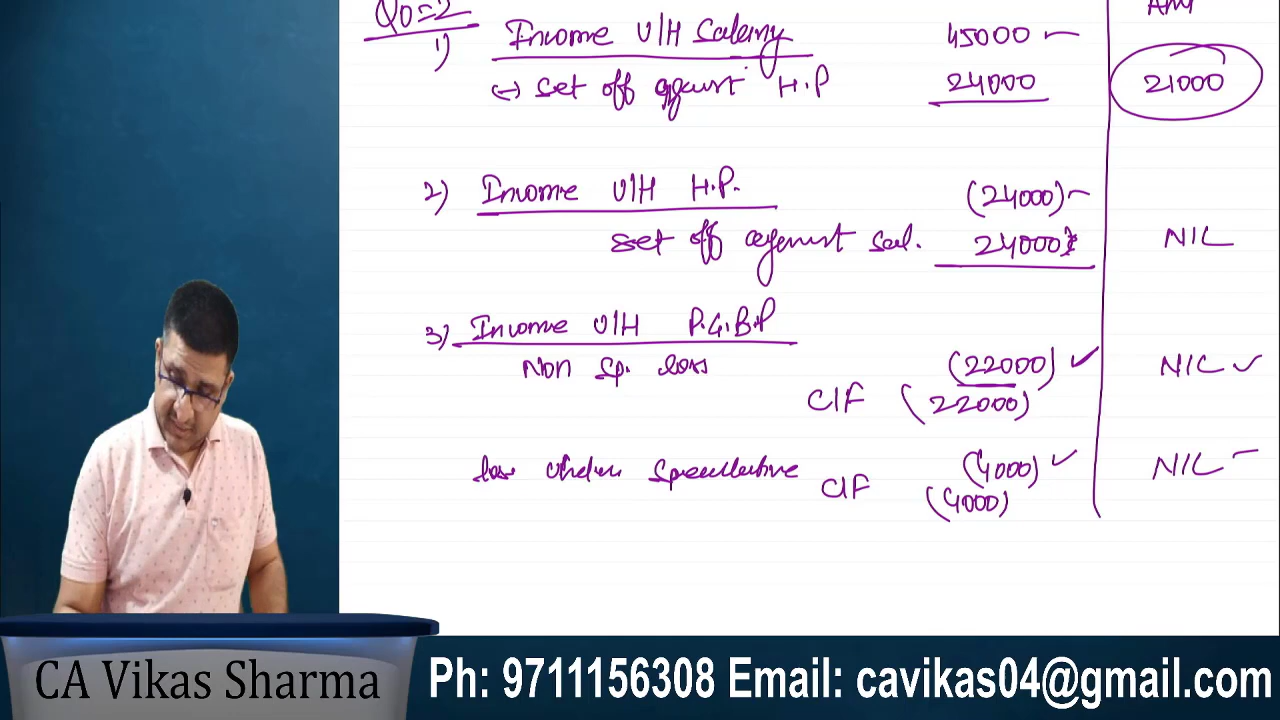 QO=2
AMT
1) Income U/H Salary 45000
(-) set off against H.P 24000 21000
2) Income U/H H.P. (24000)
set off against sal. 24000 NIL
3) Income U/H P.G.B.P
Non Sp. loss (22000) NIL
C/F (22000)
loss under Speculative (4000) NIL
C/F (4000)
CA Vikas Sharma
Ph: 9711156308 Email: cavikas04@gmail.com